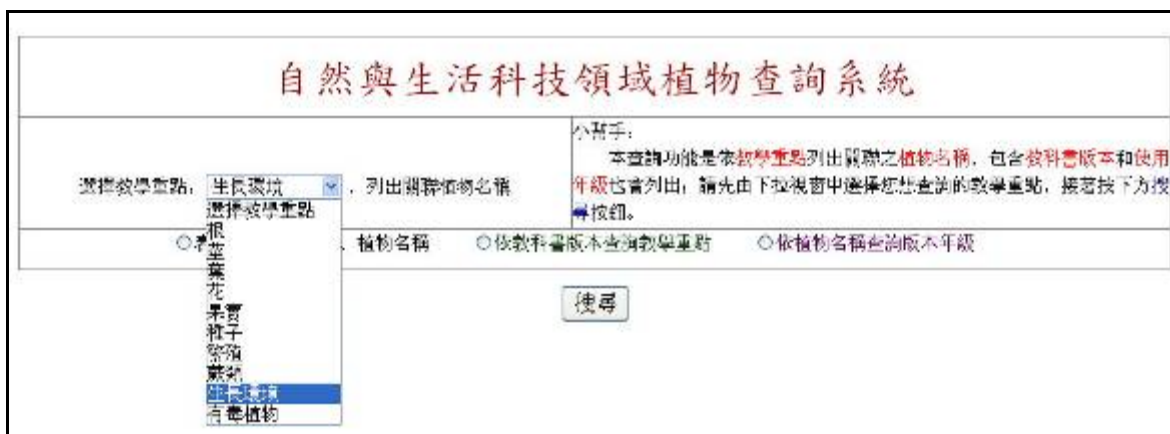 自然與生活科技領域植物查詢系統
選擇教學重點: 生長環境 , 列出關聯植物名稱
小幫手:
本查詢功能是依教學重點列出關聯之植物名稱, 包含教科書版本和使用
年級也會列出; 請先由下拉視窗中選擇您想查詢的教學重點, 接著按下方搜
尋按鈕。
選擇教學重點
根
莖
葉
花
果實
種子
繁殖
蕨類
生長環境
有毒植物
、植物名稱 依教科書版本查詢教學重點 依植物名稱查詢版本年級
搜尋